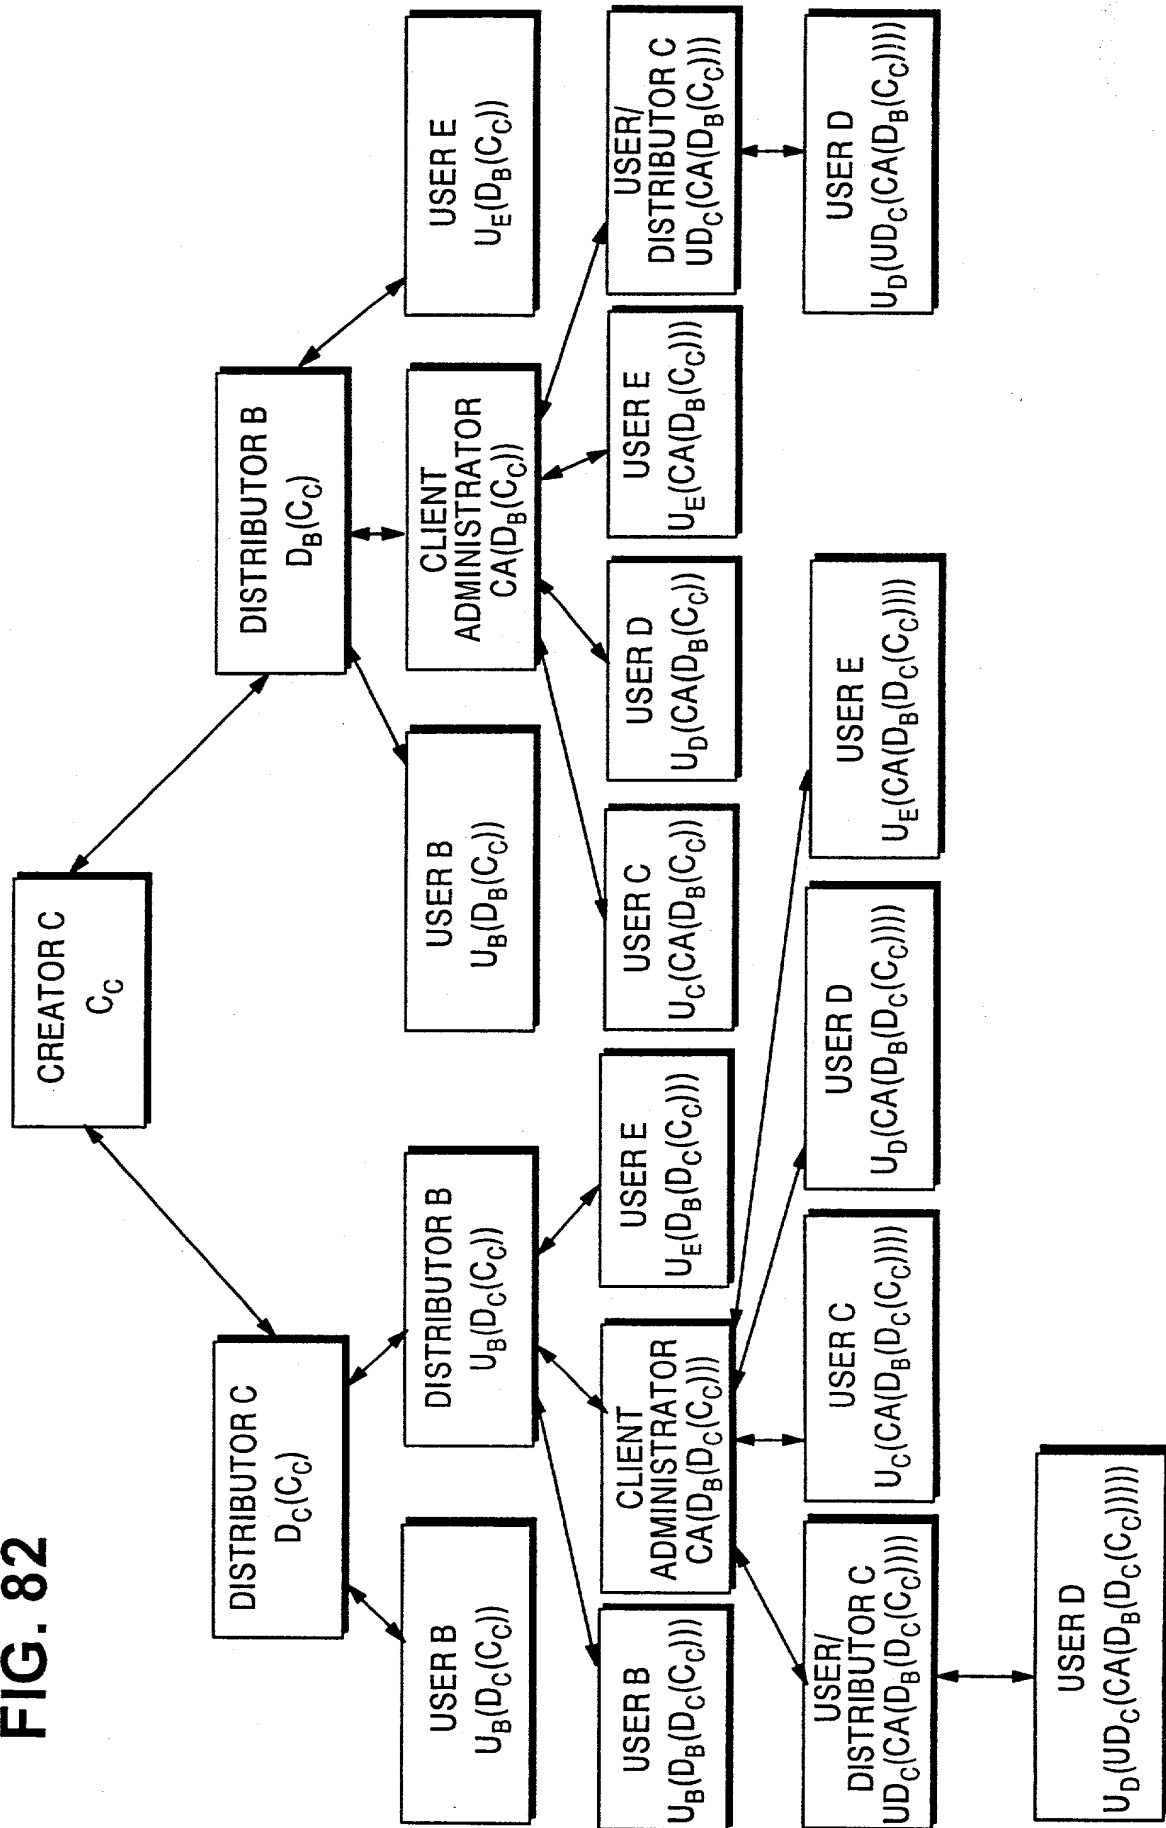 FIG. 82
CREATOR C
C_C
DISTRIBUTOR C
D_C(C_C)
DISTRIBUTOR B
D_B(C_C)
USER B
U_B(D_C(C_C))
DISTRIBUTOR B
U_B(D_C(C_C))
USER B
U_B(D_B(C_C))
CLIENT
ADMINISTRATOR
CA(D_B(C_C))
USER E
U_E(D_B(C_C))
USER B
U_B(D_B(D_C(C_C)))
CLIENT
ADMINISTRATOR
CA(D_B(D_C(C_C)))
USER E
U_E(D_B(D_C(C_C)))
USER C
U_C(CA(D_B(C_C))
USER D
U_D(CA(D_B(C_C))
USER E
U_E(CA(D_B(C_C)))
USER/
DISTRIBUTOR C
UD_C(CA(D_B(C_C)))
USER/
DISTRIBUTOR C
UD_C(CA(D_B(D_C(C_C))))
USER C
U_C(CA(D_B(D_C(C_C))))
USER D
U_D(CA(D_B(D_C(C_C))))
USER E
U_E(CA(D_B(D_C(C_C))))
USER D
U_D(UD_C(CA(D_B(C_C))))
USER D
U_D(UD_C(CA(D_B(D_C(C_C)))))